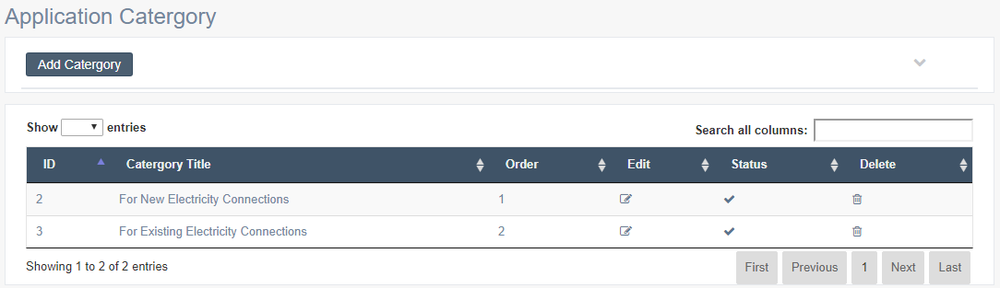 Application Catergory
Add Catergory
Show entries
Search all columns:
ID Catergory Title Order Edit Status Delete
2 For New Electricity Connections 1
3 For Existing Electricity Connections 2
Showing 1 to 2 of 2 entries
First Previous 1 Next Last